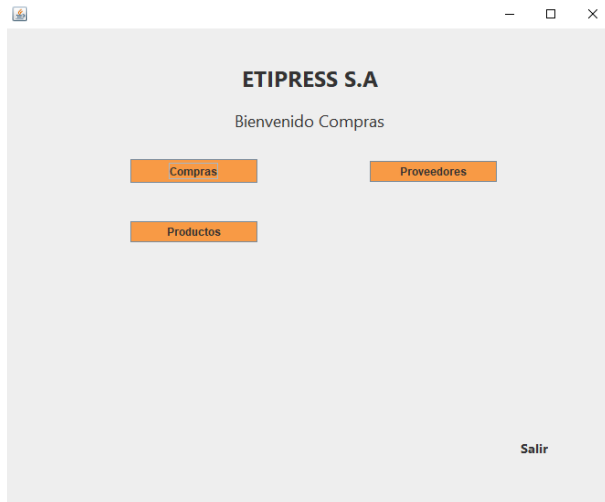 ETIPRESS S.A
Bienvenido Compras
Compras
Proveedores
Productos
Salir